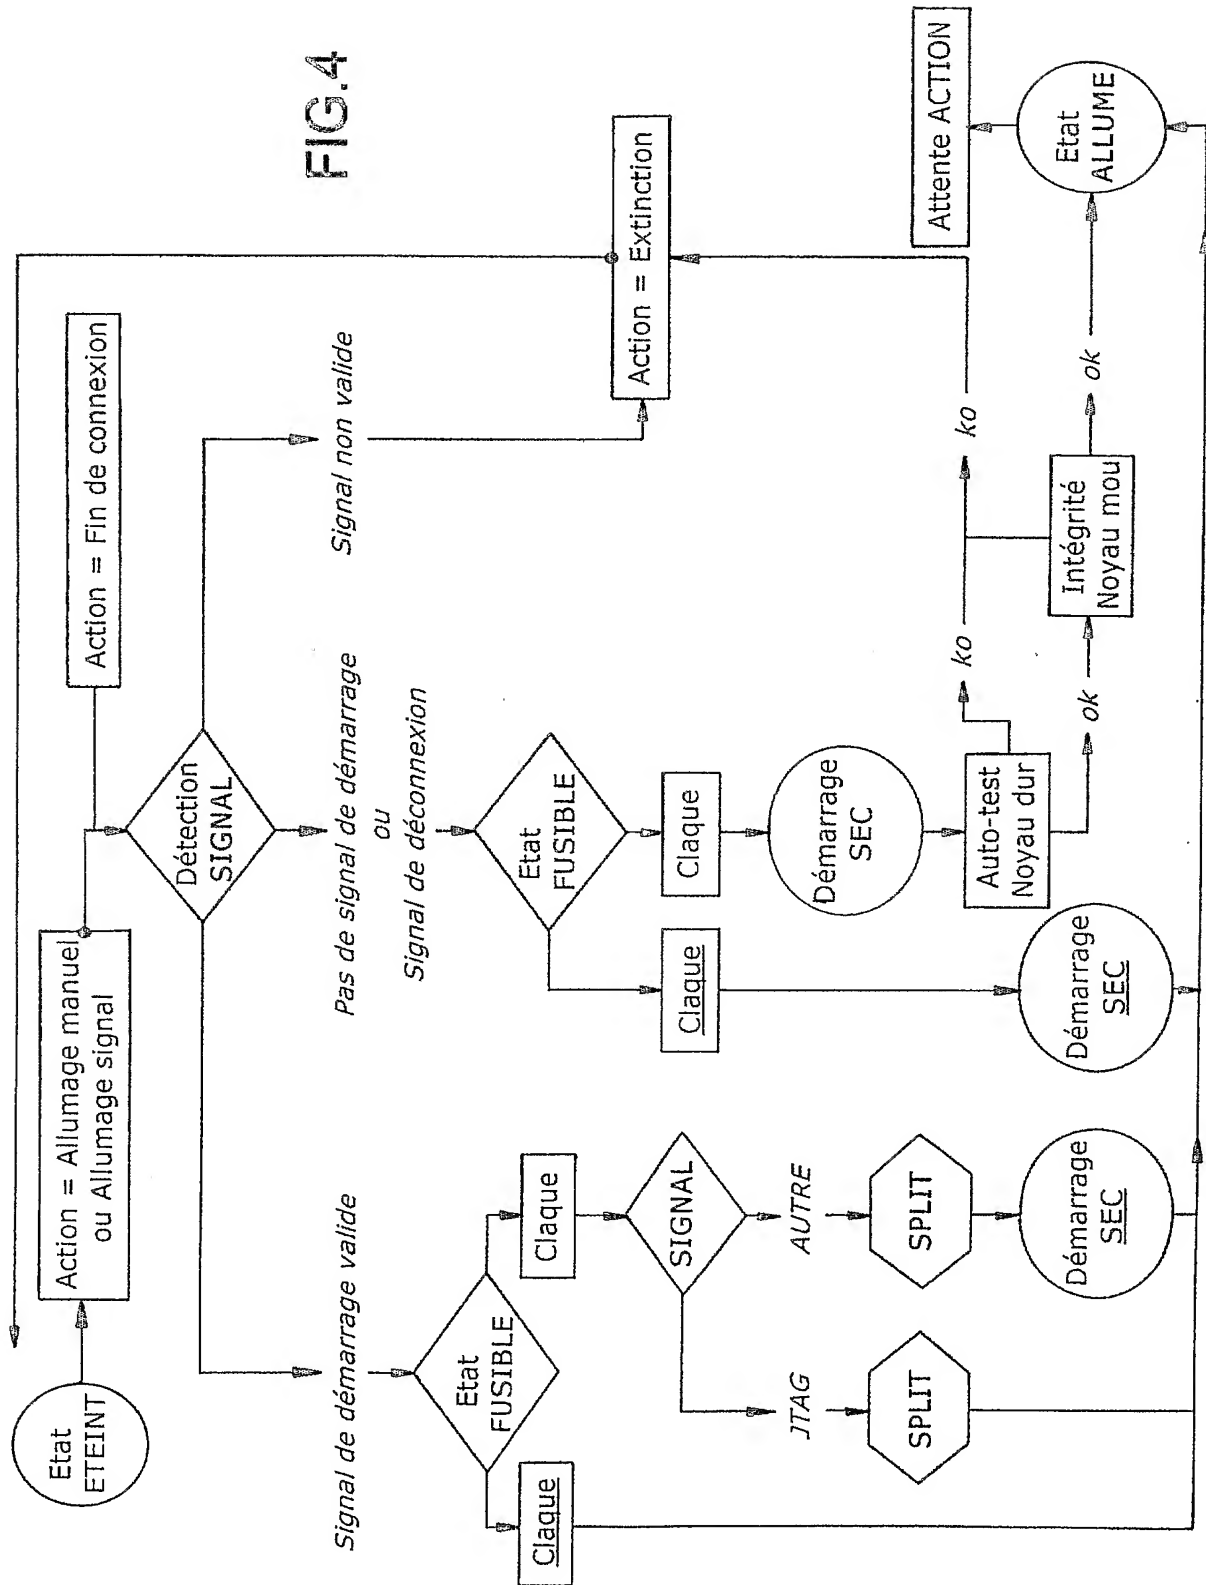 FIG.4
Etat
ETEINT
Action = Allumage manuel
ou Allumage signal
Action = Fin de connexion
Détection
SIGNAL
Signal de démarrage valide
Pas de signal de démarrage
ou
Signal de déconnexion
Signal non valide
Etat
FUSIBLE
Etat
FUSIBLE
Claque
Claque
Claque
Claque
Action = Extinction
SIGNAL
JTAG
AUTRE
SPLIT
SPLIT
Démarrage
SEC
Démarrage
SEC
Démarrage
SEC
Auto-test
Noyau dur
ko
ko
ok
Intégrité
Noyau mou
ok
Attente ACTION
Etat
ALLUME